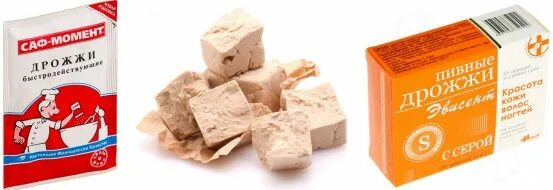 САФ-МОМЕНТ
ДРОЖЖИ
быстродействующие
ПИВНЫЕ
ДРОЖЖИ
Эвисент
S
С СЕРОЙ
Красота
кожи
волос
ногтей